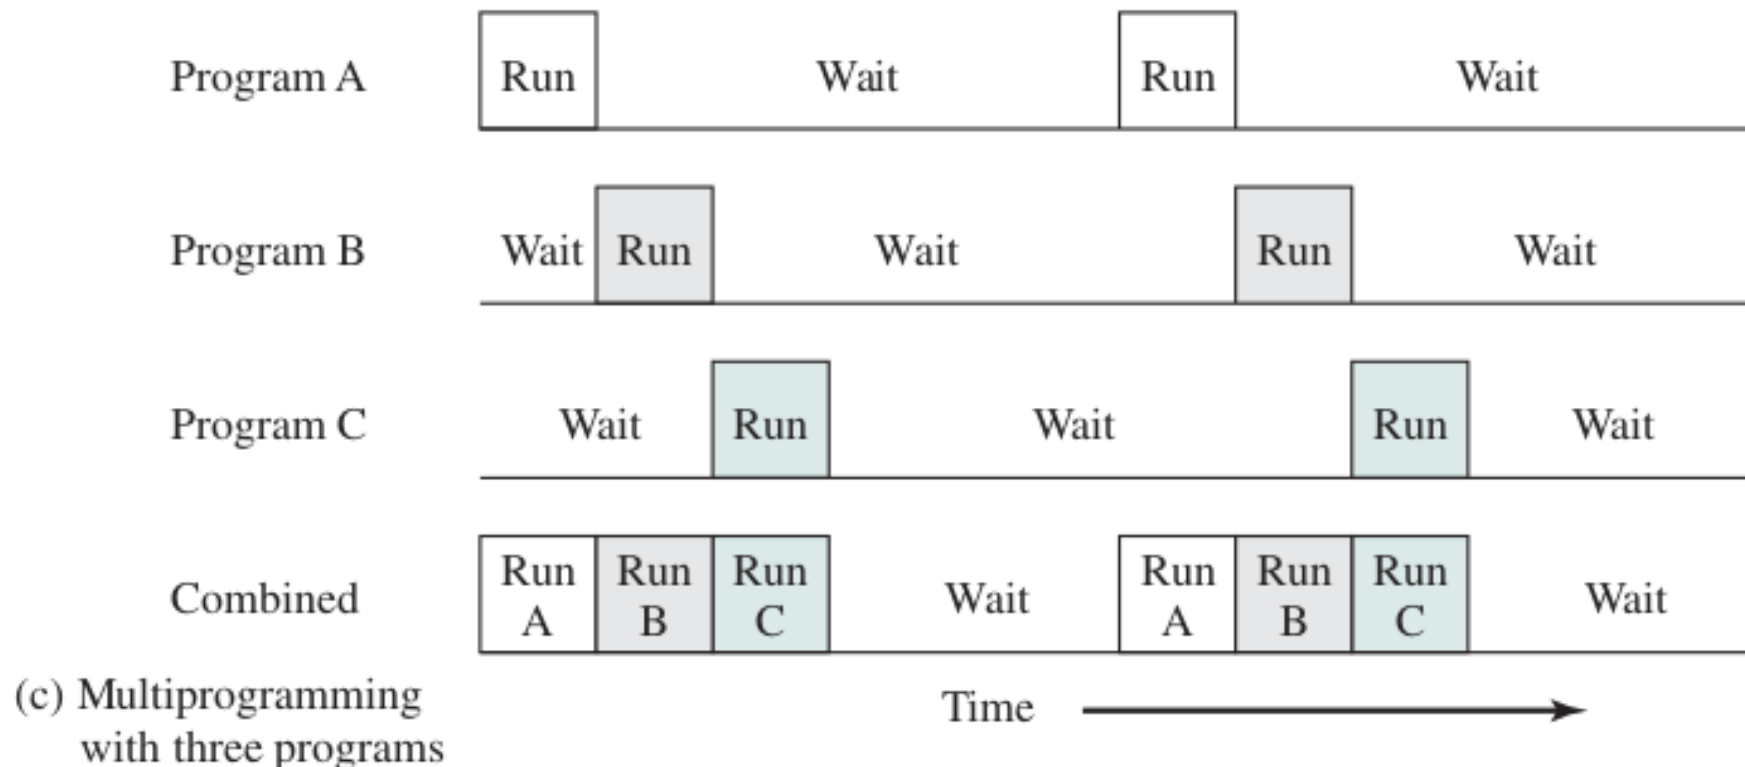 Program A Run Wait Run Wait
Program B Wait Run Wait Run Wait
Program C Wait Run Wait Run Wait
Combined Run A Run B Run C Wait Run A Run B Run C Wait
(c) Multiprogramming
with three programs
Time